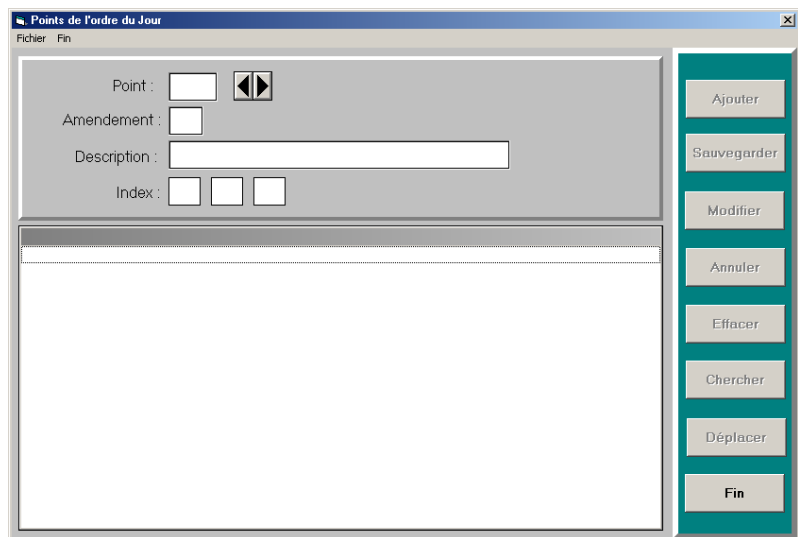 Points de l'ordre du Jour
Fichier Fin
Point :
Amendement :
Description :
Index :
Ajouter
Sauvegarder
Modifier
Annuler
Effacer
Chercher
Déplacer
Fin